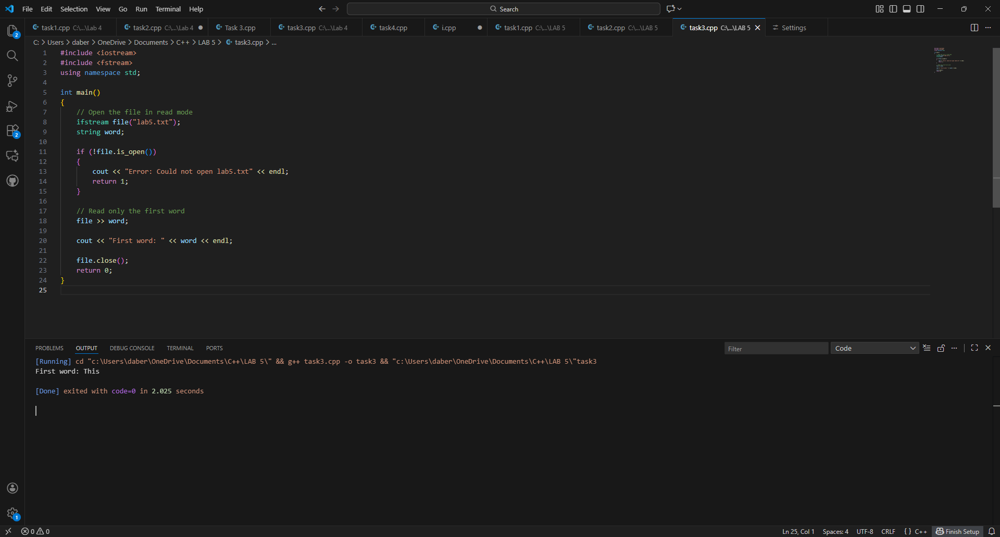 File Edit Selection View Go Run Terminal Help Search
task1.cpp C:\...\Lab 4 task2.cpp C:\...\Lab 4 Task 3.cpp task3.cpp C:\...\Lab 4 task4.cpp i.cpp task1.cpp C:\...\LAB 5 task2.cpp C:\...\LAB 5 task3.cpp C:\...\LAB 5 Settings
C: > Users > daber > OneDrive > Documents > C++ > LAB 5 > task3.cpp > ...
1 #include <iostream>
2 #include <fstream>
3 using namespace std;
4
5 int main()
6 {
7 // Open the file in read mode
8 ifstream file("lab5.txt");
9 string word;
10
11 if (!file.is_open())
12 {
13 cout << "Error: Could not open lab5.txt" << endl;
14 return 1;
15 }
16
17 // Read only the first word
18 file >> word;
19
20 cout << "First word: " << word << endl;
21
22 file.close();
23 return 0;
24 }
25
2
2
PROBLEMS OUTPUT DEBUG CONSOLE TERMINAL PORTS Filter Code
[Running] cd "c:\Users\daber\OneDrive\Documents\C++\LAB 5\" && g++ task3.cpp -o task3 && "c:\Users\daber\OneDrive\Documents\C++\LAB 5\"task3
First word: This
[Done] exited with code=0 in 2.025 seconds
1
0 0 Ln 25, Col 1 Spaces: 4 UTF-8 CRLF { } C++ Finish Setup